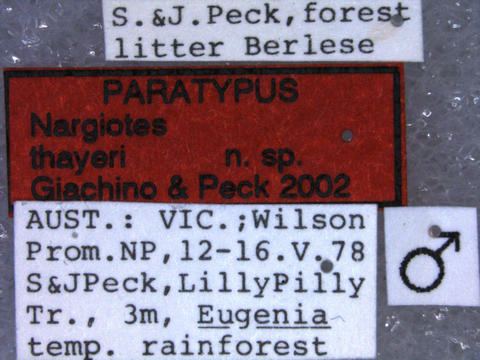 S.&J.Peck, forest
litter Berlese
PARATYPUS
Nargiotes
thayeri n. sp.
Giachino & Peck 2002
AUST.: VIC.;Wilson
Prom.NP,12-16.V.78
S&JPeck,LillyPilly
Tr., 3m, Eugenia
temp. rainforest
♂